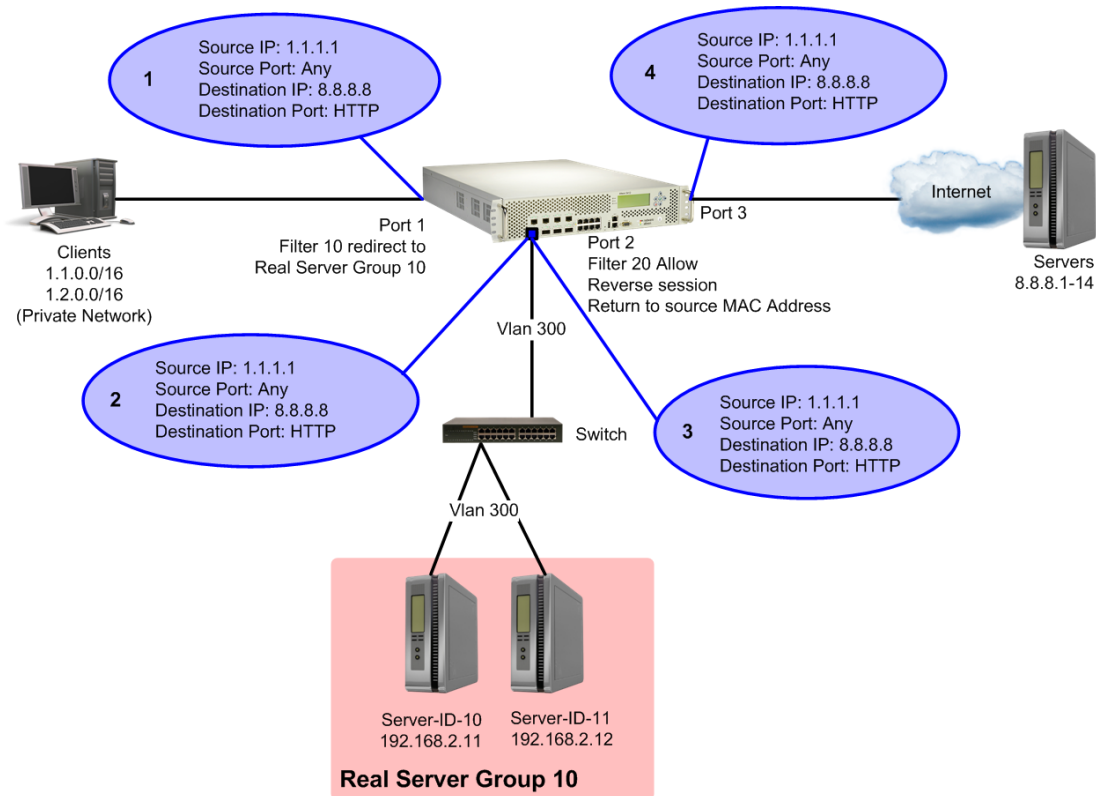 1
Source IP: 1.1.1.1
Source Port: Any
Destination IP: 8.8.8.8
Destination Port: HTTP
4
Source IP: 1.1.1.1
Source Port: Any
Destination IP: 8.8.8.8
Destination Port: HTTP
Clients
1.1.0.0/16
1.2.0.0/16
(Private Network)
Port 1
Filter 10 redirect to
Real Server Group 10
Port 2
Filter 20 Allow
Reverse session
Return to source MAC Address
Port 3
Internet
Servers
8.8.8.1-14
Vlan 300
2
Source IP: 1.1.1.1
Source Port: Any
Destination IP: 8.8.8.8
Destination Port: HTTP
3
Source IP: 1.1.1.1
Source Port: Any
Destination IP: 8.8.8.8
Destination Port: HTTP
Switch
Vlan 300
Server-ID-10
192.168.2.11
Server-ID-11
192.168.2.12
Real Server Group 10